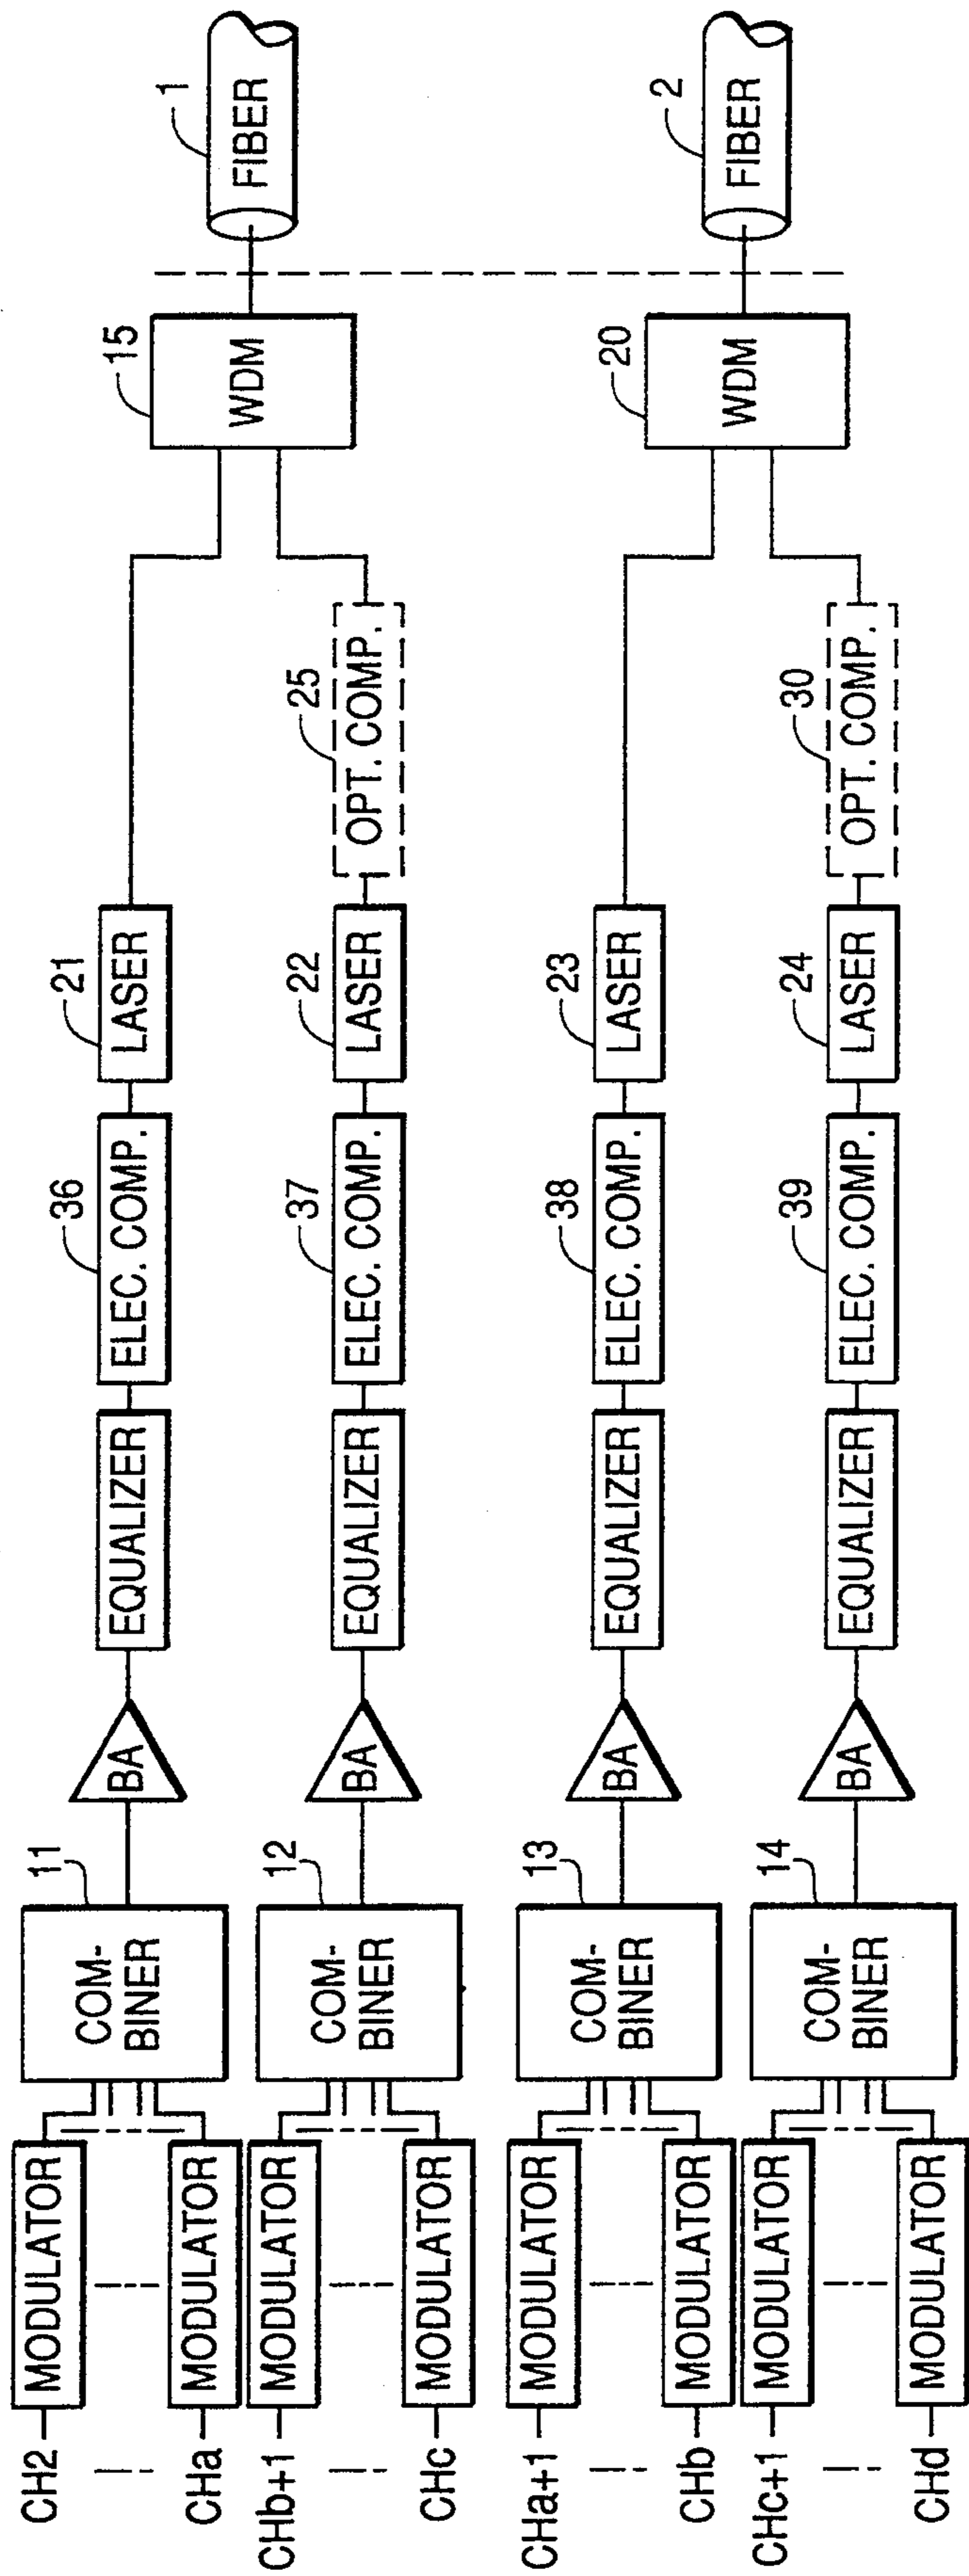 CH2
MODULATOR
CHa
MODULATOR
COM-
BINER
11
BA
EQUALIZER
ELEC. COMP.
36
LASER
21
CHb+1
MODULATOR
CHc
MODULATOR
COM-
BINER
12
BA
EQUALIZER
ELEC. COMP.
37
LASER
22
OPT. COMP.
25
WDM
15
FIBER
1
CHa+1
MODULATOR
CHb
MODULATOR
COM-
BINER
13
BA
EQUALIZER
ELEC. COMP.
38
LASER
23
CHc+1
MODULATOR
CHd
MODULATOR
COM-
BINER
14
BA
EQUALIZER
ELEC. COMP.
39
LASER
24
OPT. COMP.
30
WDM
20
FIBER
2